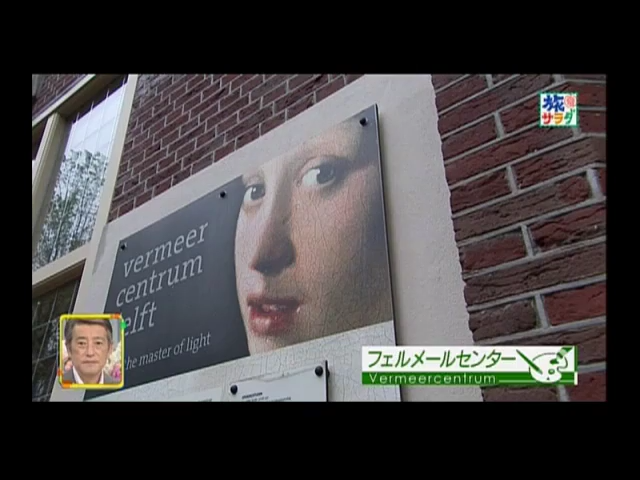 旅
サラダ
vermeer
centrum
elft
the master of light
フェルメールセンター
Vermeercentrum